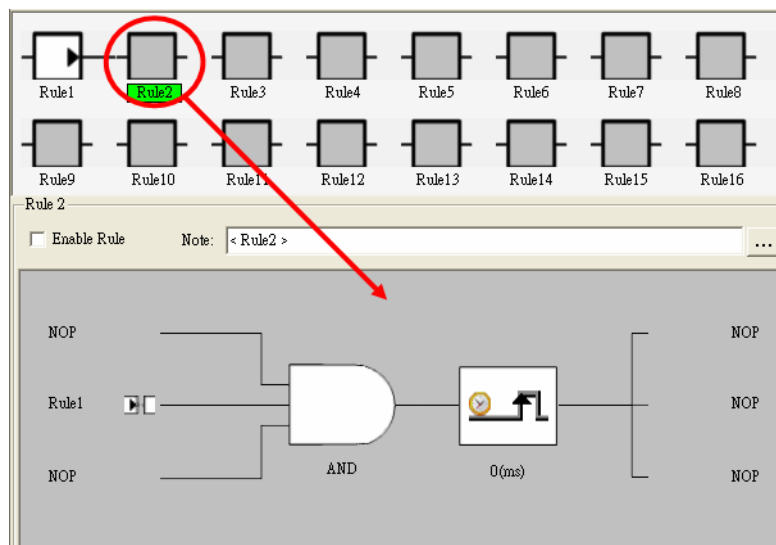 Rule1 Rule2 Rule3 Rule4 Rule5 Rule6 Rule7 Rule8
Rule9 Rule10 Rule11 Rule12 Rule13 Rule14 Rule15 Rule16
Rule 2
Enable Rule Note: < Rule2 > ...
NOP NOP
Rule1 NOP
AND 0(ms)
NOP NOP